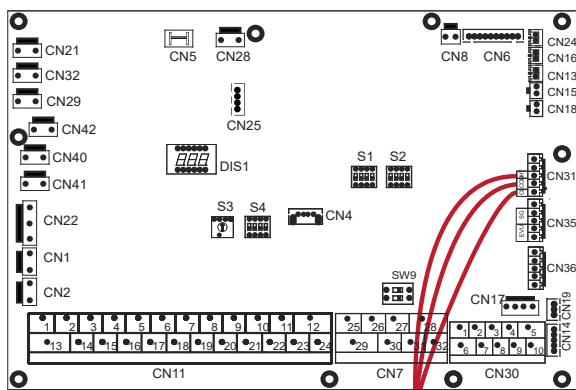 CN21
CN5
CN28
CN8
CN6
CN24
CN16
CN13
CN15
CN18
CN32
CN29
CN25
CN42
CN40
DIS1
S1
S2
CN41
CN31
CN22
S3
S4
CN4
SG
EVU
CN35
CN1
SW9
CN36
CN2
CN17
CN19
1 2 3 4 5 6 7 8 9 10 11 12
25 26 27 28
1 2 3 4 5
13 14 15 16 17 18 19 20 21 22 23 24
29 30 31 32
6 7 8 9 10
CN14
CN11
CN7
CN30